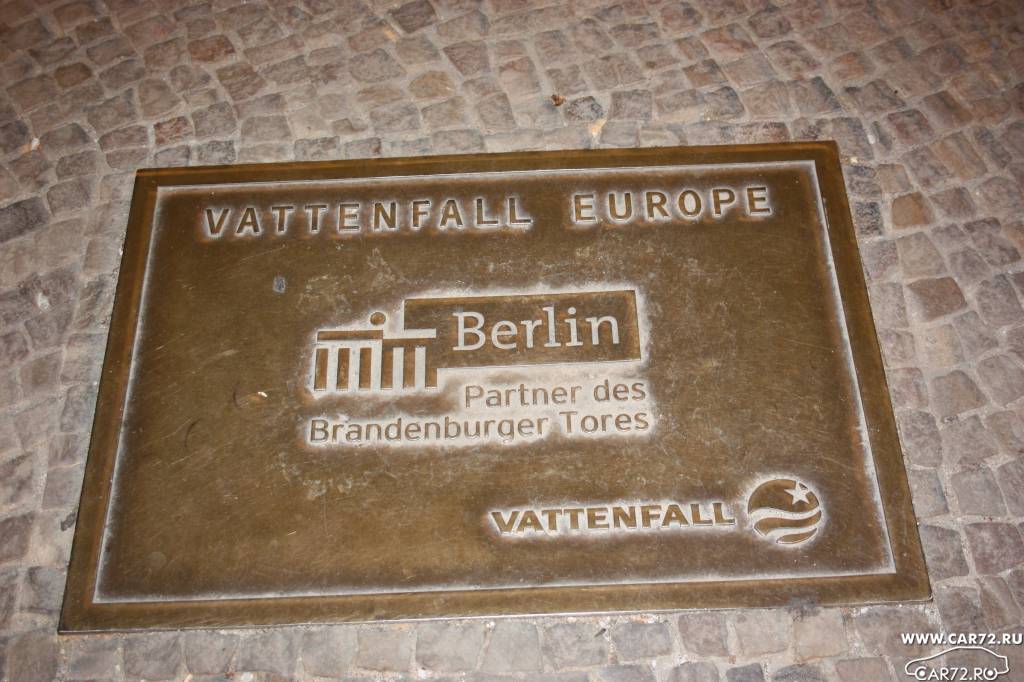 VATTENFALL EUROPE
Berlin
Partner des
Brandenburger Tores
VATTENFALL
WWW.CAR72.RU
CAR72.RU